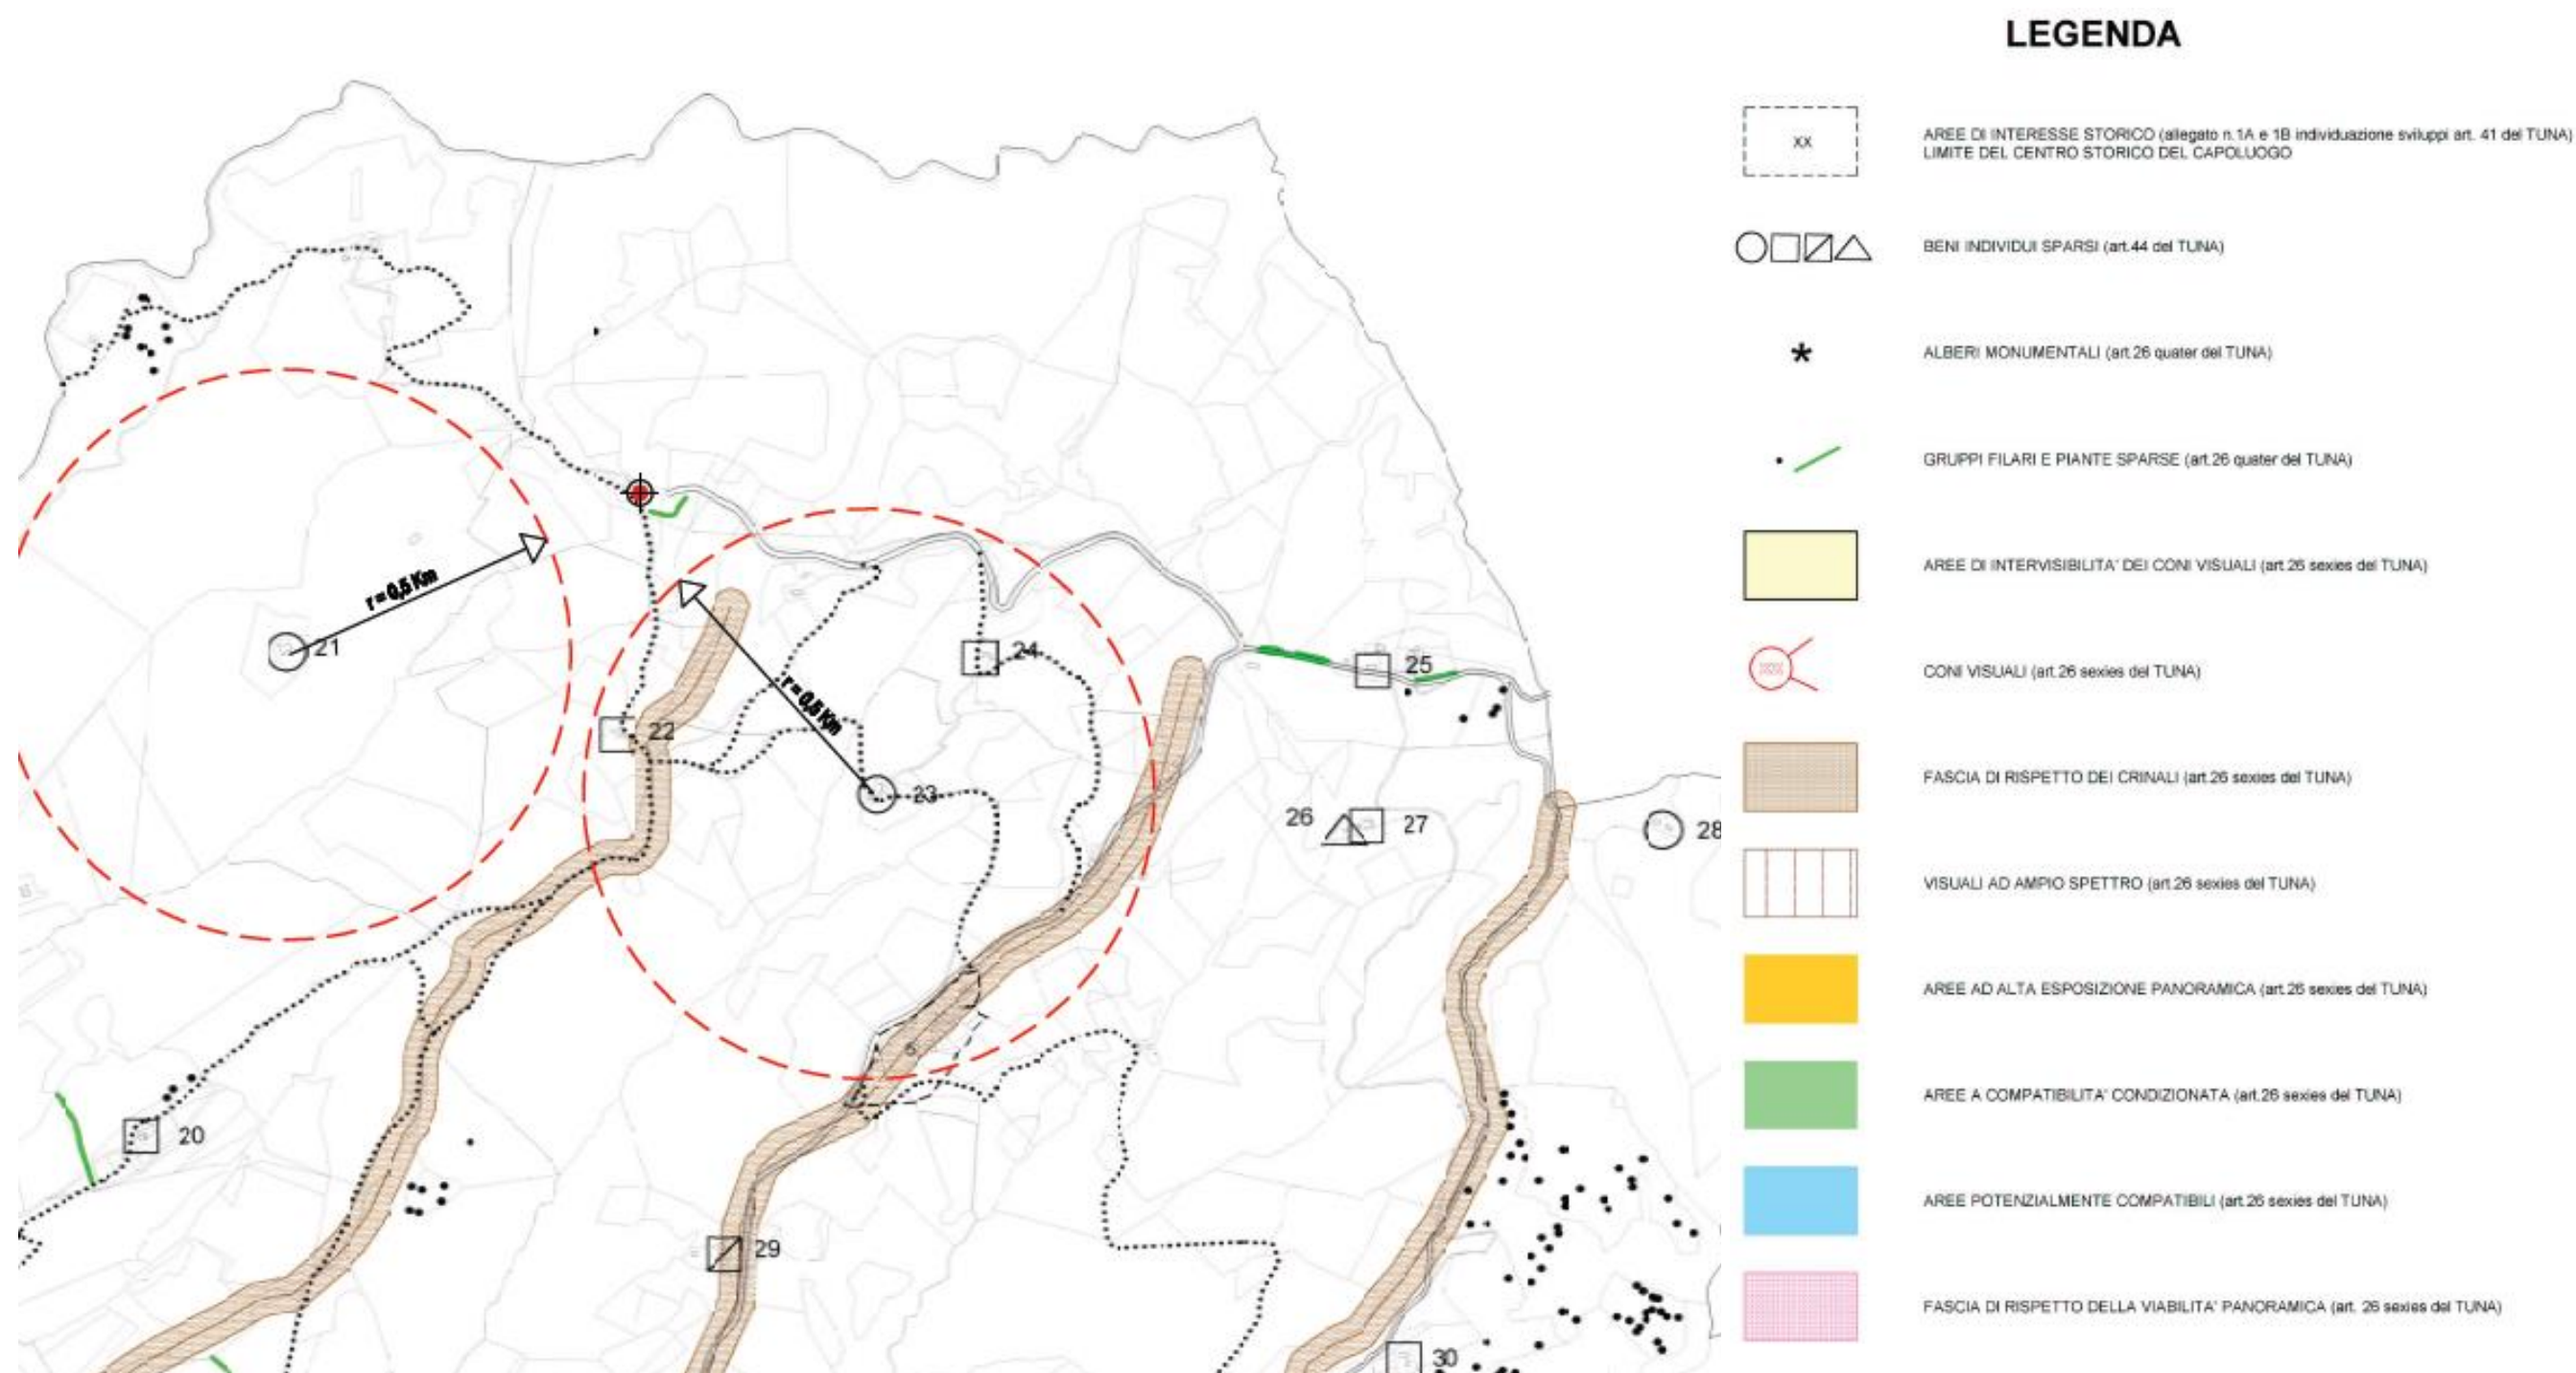 LEGENDA
XX
AREE DI INTERESSE STORICO (allegato n.1A e 1B individuazione sviluppi art. 41 del TUNA)
LIMITE DEL CENTRO STORICO DEL CAPOLUOGO
BENI INDIVIDUI SPARSI (art.44 del TUNA)
ALBERI MONUMENTALI (art.26 quater del TUNA)
GRUPPI FILARI E PIANTE SPARSE (art.26 quater del TUNA)
AREE DI INTERVISIBILITA' DEI CONI VISUALI (art.26 sexies del TUNA)
CONI VISUALI (art.26 sexies del TUNA)
FASCIA DI RISPETTO DEI CRINALI (art.26 sexies del TUNA)
VISUALI AD AMPIO SPETTRO (art.26 sexies del TUNA)
AREE AD ALTA ESPOSIZIONE PANORAMICA (art.26 sexies del TUNA)
AREE A COMPATIBILITA' CONDIZIONATA (art.26 sexies del TUNA)
AREE POTENZIALMENTE COMPATIBILI (art.26 sexies del TUNA)
FASCIA DI RISPETTO DELLA VIABILITA' PANORAMICA (art. 26 sexies del TUNA)
r = 0,5 Km
21
24
25
r = 0,5 Km
22
23
26
27
28
6
20
29
30